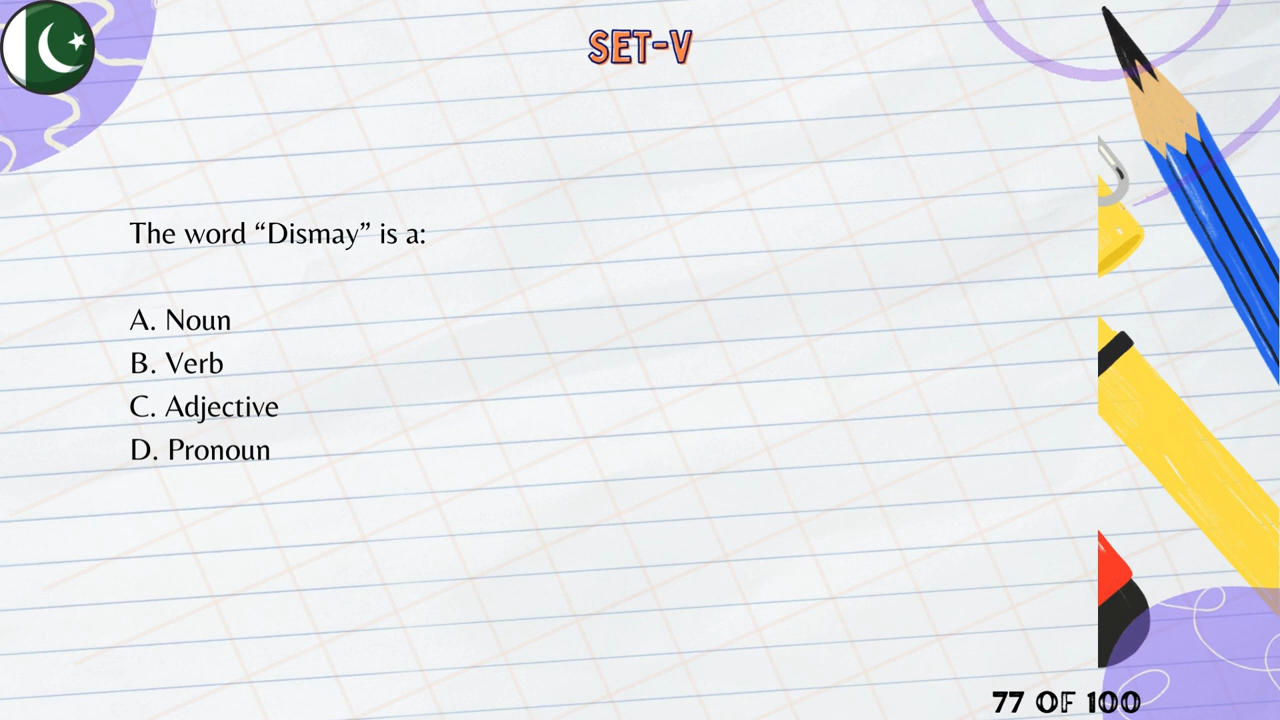 SET-V
The word “Dismay” is a:
A. Noun
B. Verb
C. Adjective
D. Pronoun
77 OF 100